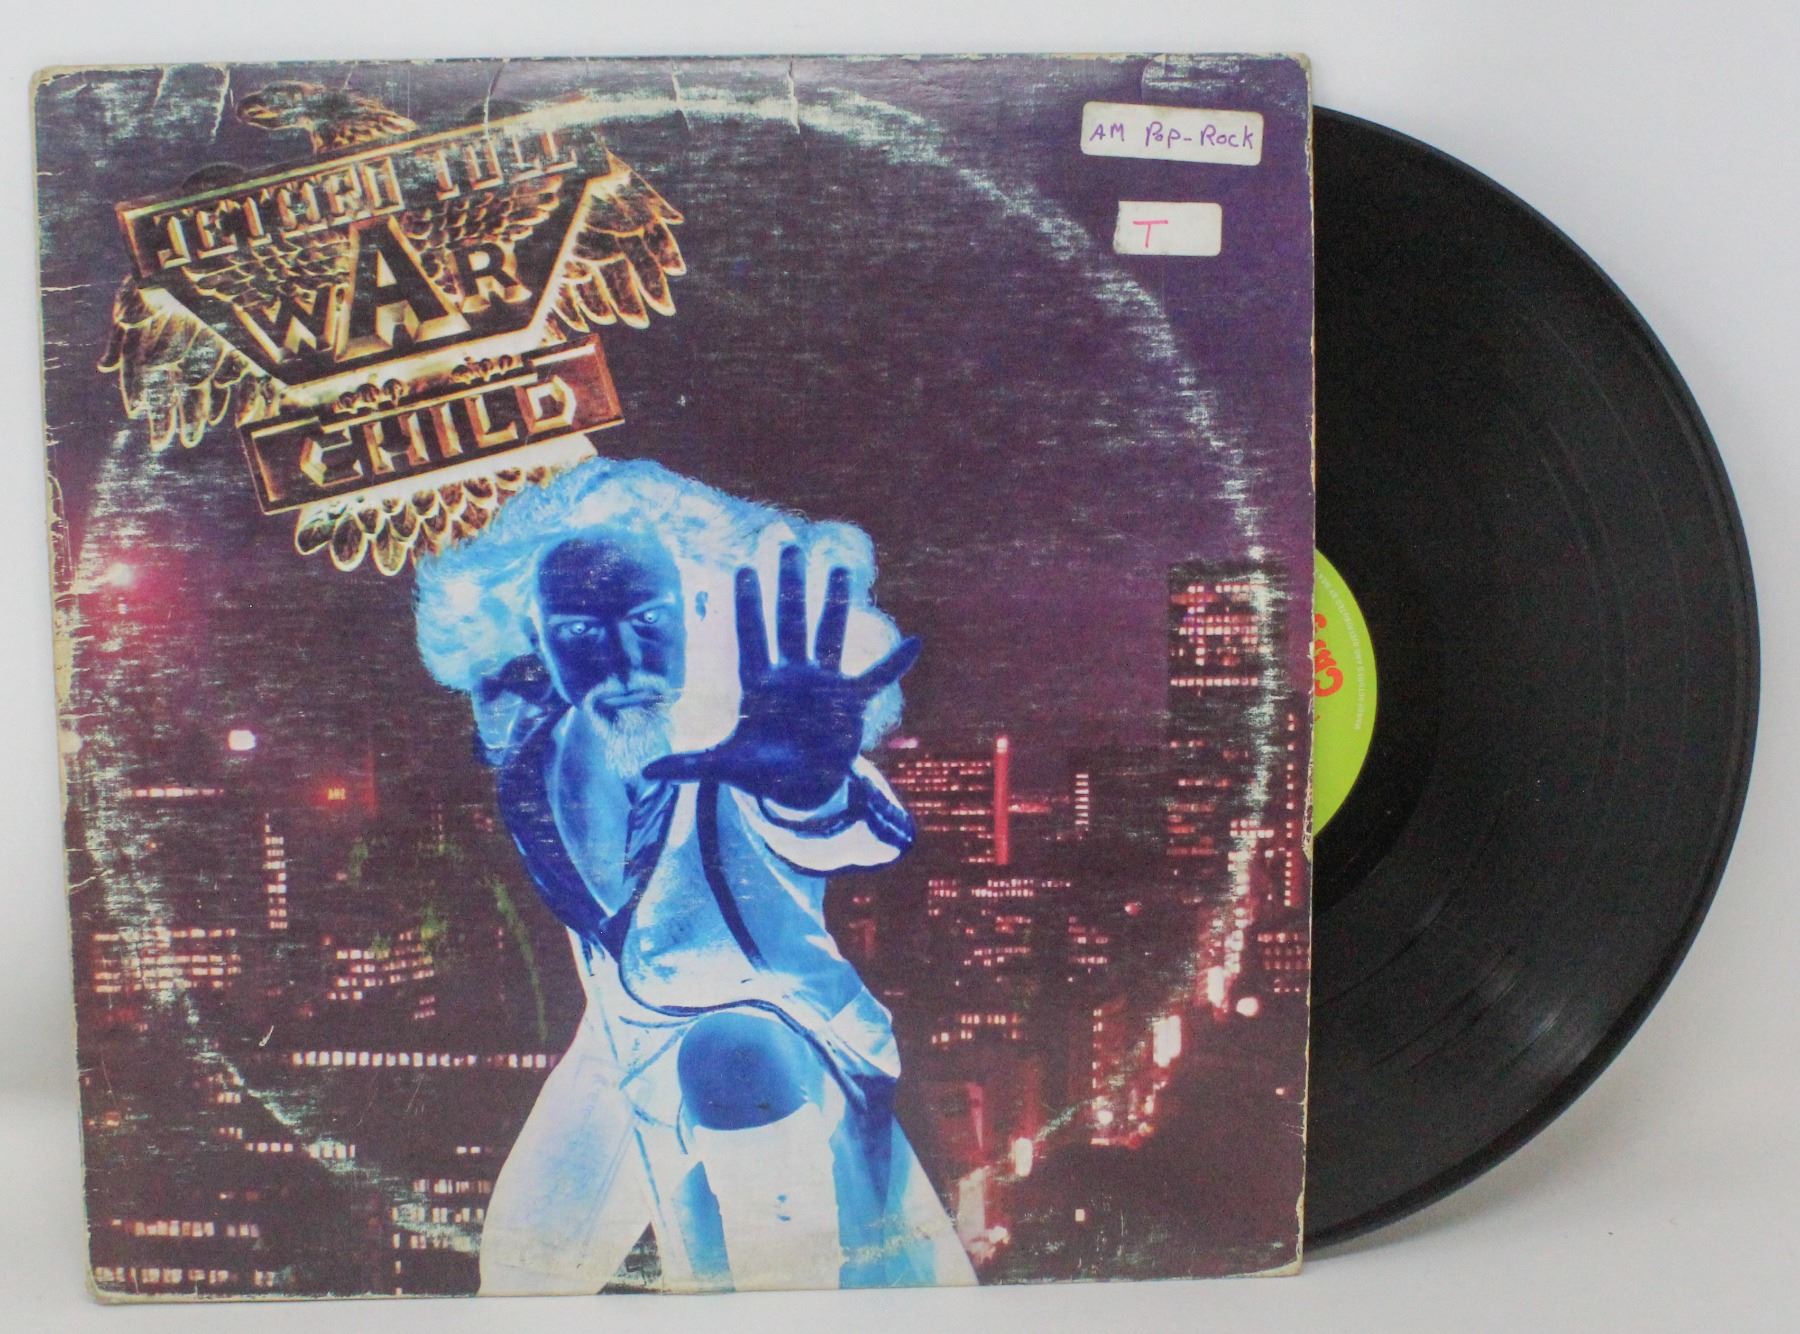 JETHRO TULL
WAR
CHILD
AM POP-ROCK
T